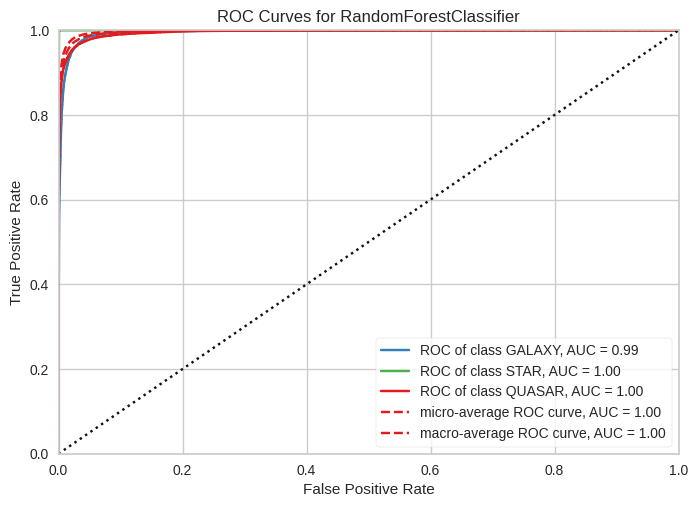 ROC Curves for RandomForestClassifier
1.0
0.8
0.6
0.4
0.2
0.0
True Positive Rate
ROC of class GALAXY, AUC = 0.99
ROC of class STAR, AUC = 1.00
ROC of class QUASAR, AUC = 1.00
micro-average ROC curve, AUC = 1.00
macro-average ROC curve, AUC = 1.00
0.0 0.2 0.4 0.6 0.8 1.0
False Positive Rate